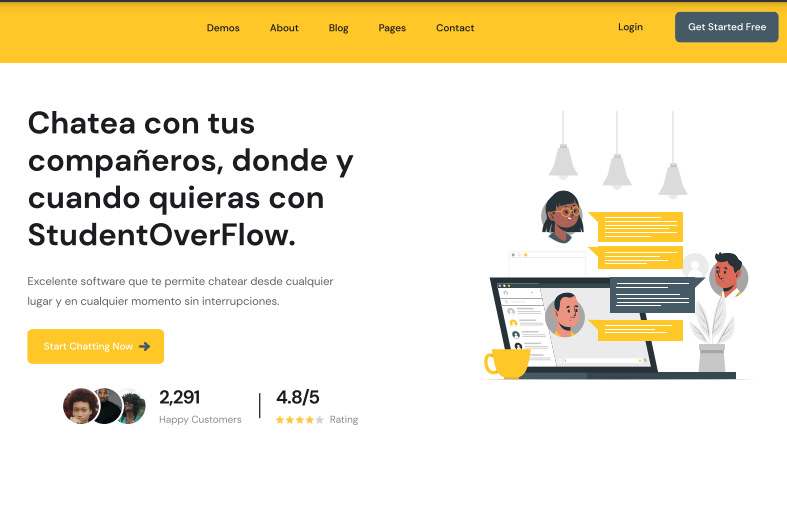 Demos About Blog Pages Contact Login Get Started Free
Chatea con tus
compañeros, donde y
cuando quieras con
StudentOverFlow.
Excelente software que te permite chatear desde cualquier
lugar y en cualquier momento sin interrupciones.
Start Chatting Now
2,291 4.8/5
Happy Customers Rating